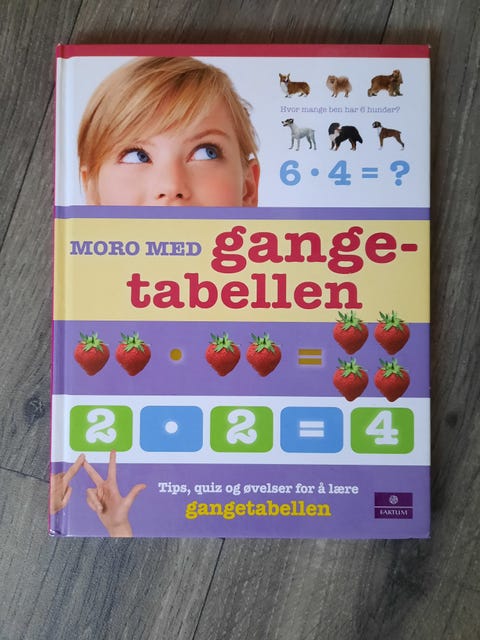 Hvor mange ben har 6 hunder?
6 · 4 = ?
MORO MED gange-
tabellen
· =
2 · 2 = 4
Tips, quiz og øvelser for å lære
gangetabellen
FAKTUM